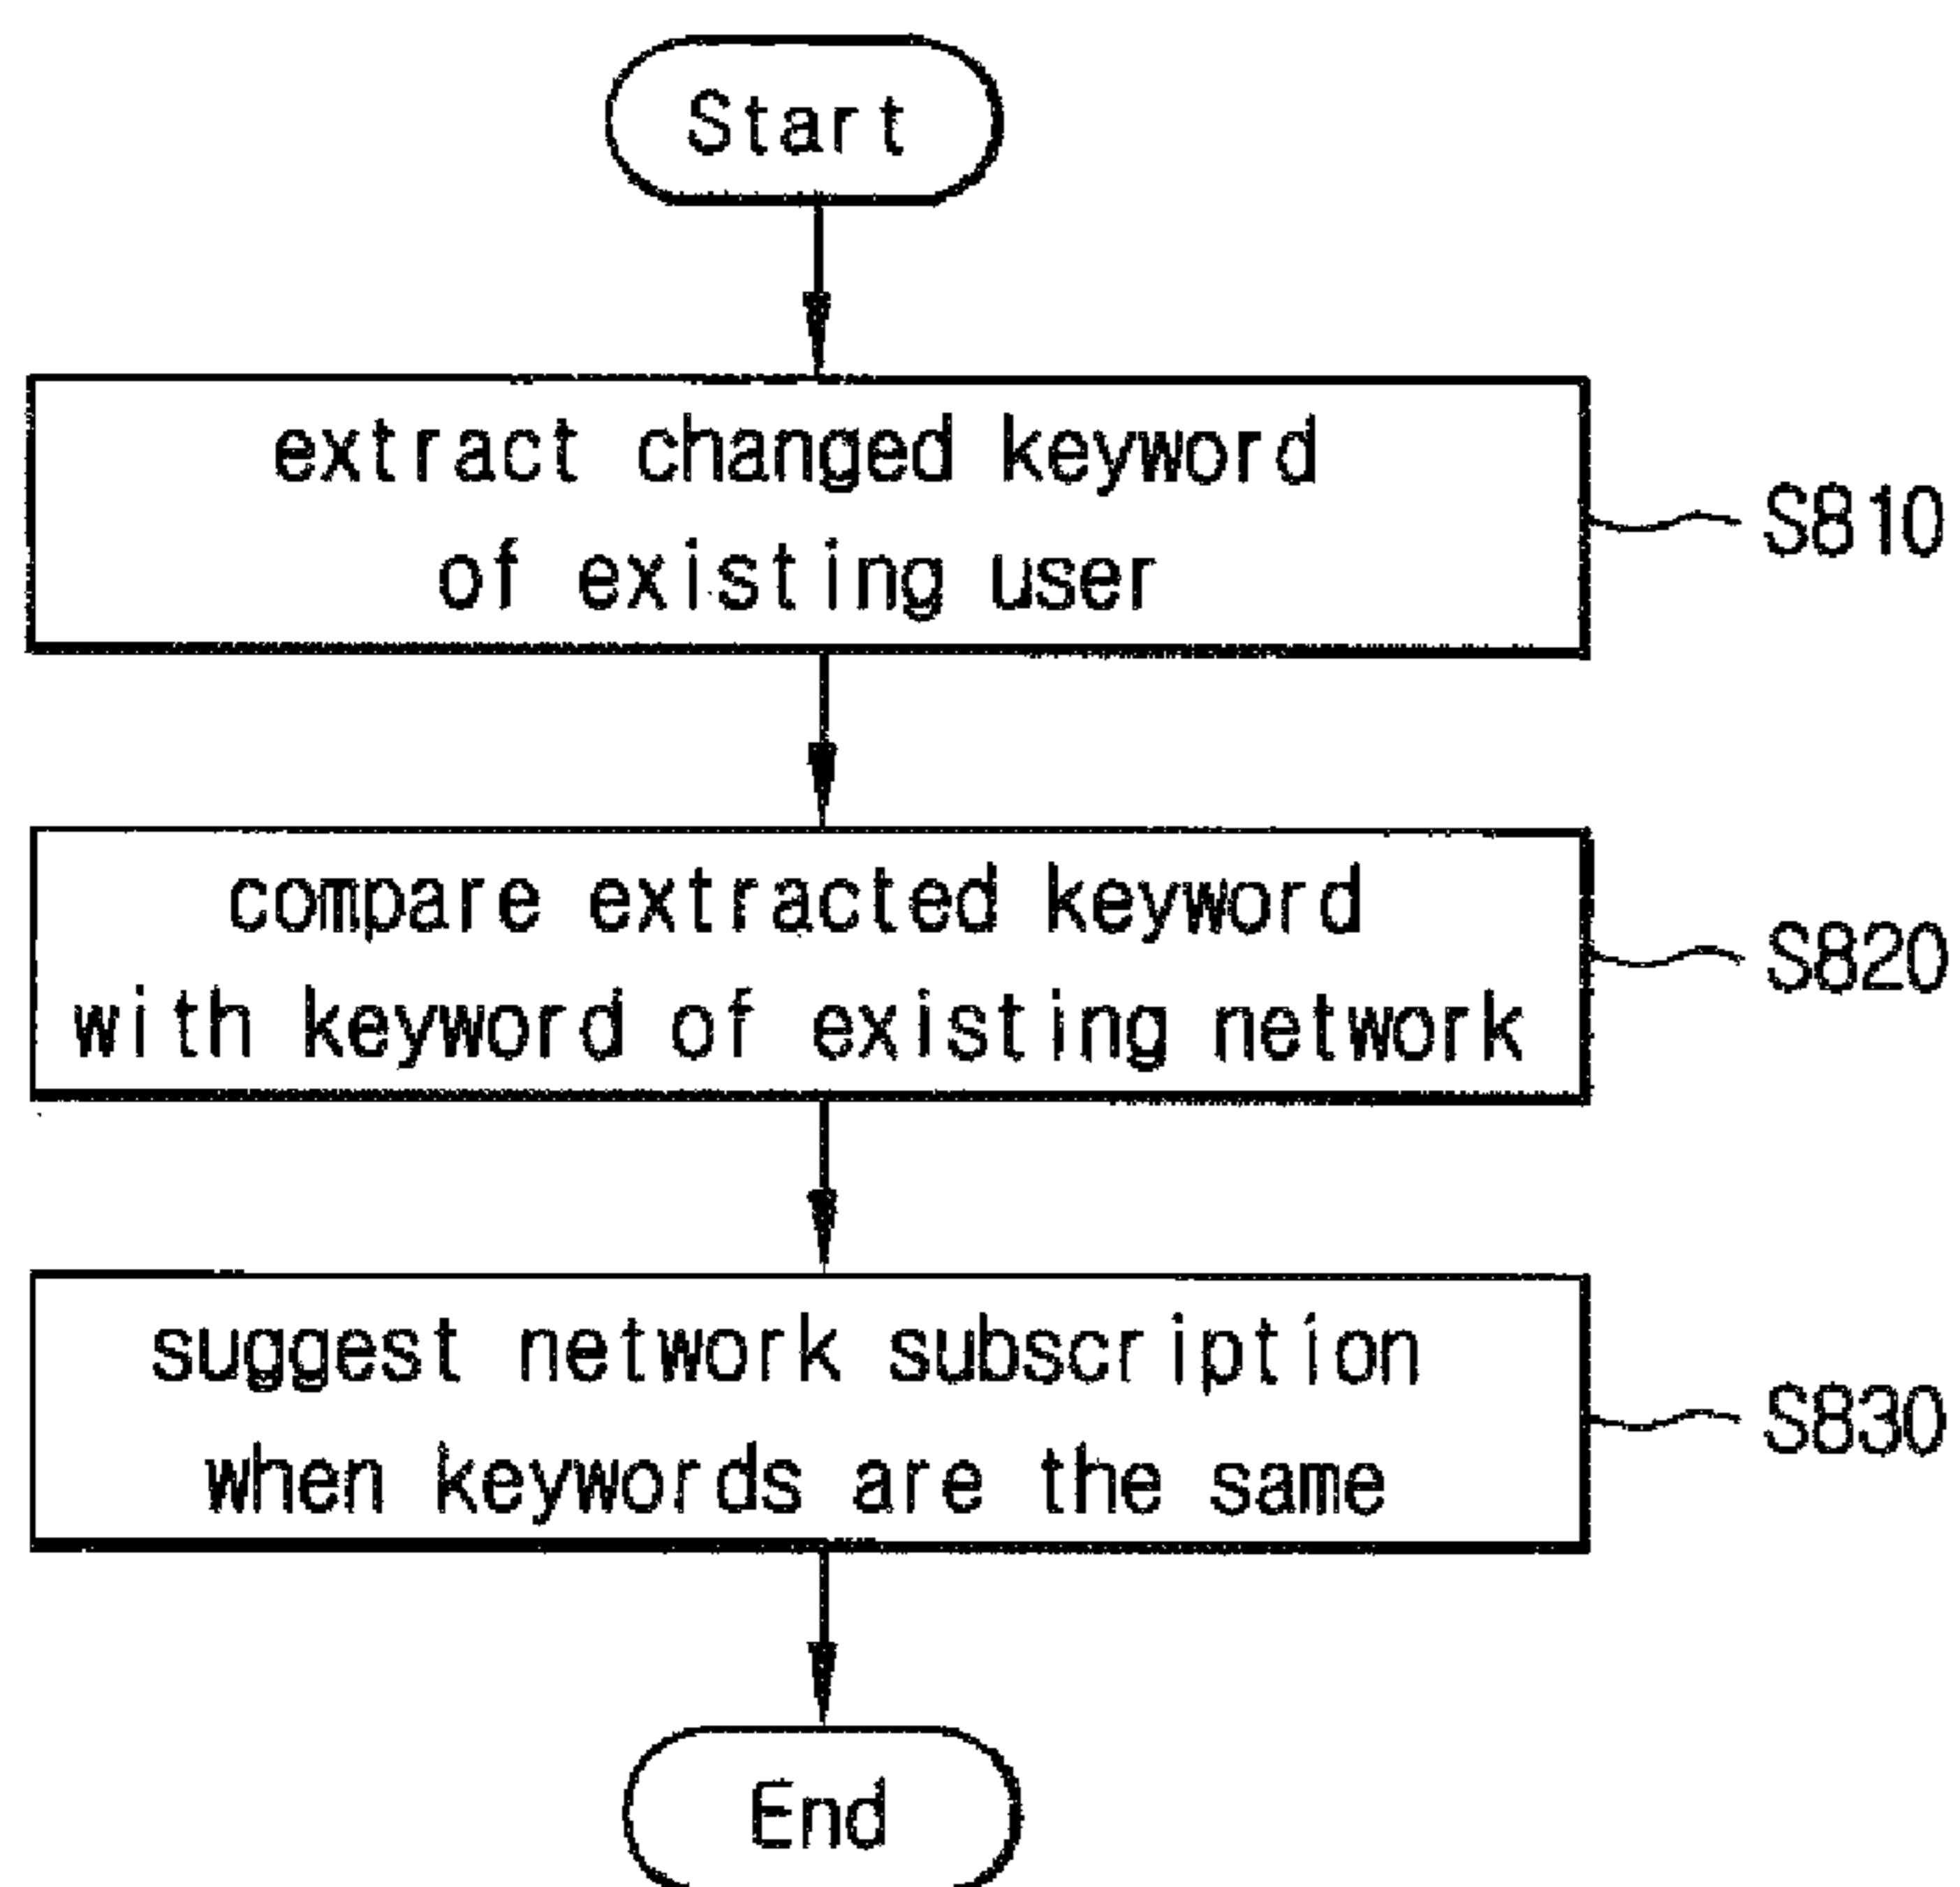 Start
extract changed keyword
of existing user
S810
compare extracted keyword
with keyword of existing network
S820
suggest network subscription
when keywords are the same
S830
End